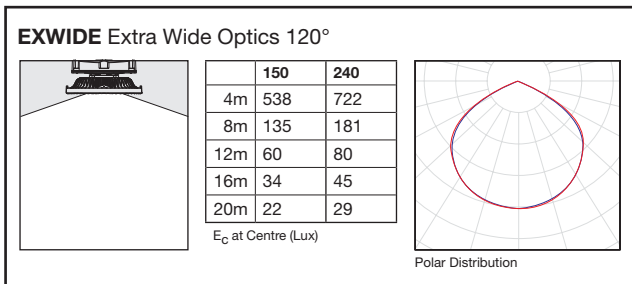 EXWIDE Extra Wide Optics 120°
150 240
4m 538 722
8m 135 181
12m 60 80
16m 34 45
20m 22 29
EC at Centre (Lux)
Polar Distribution